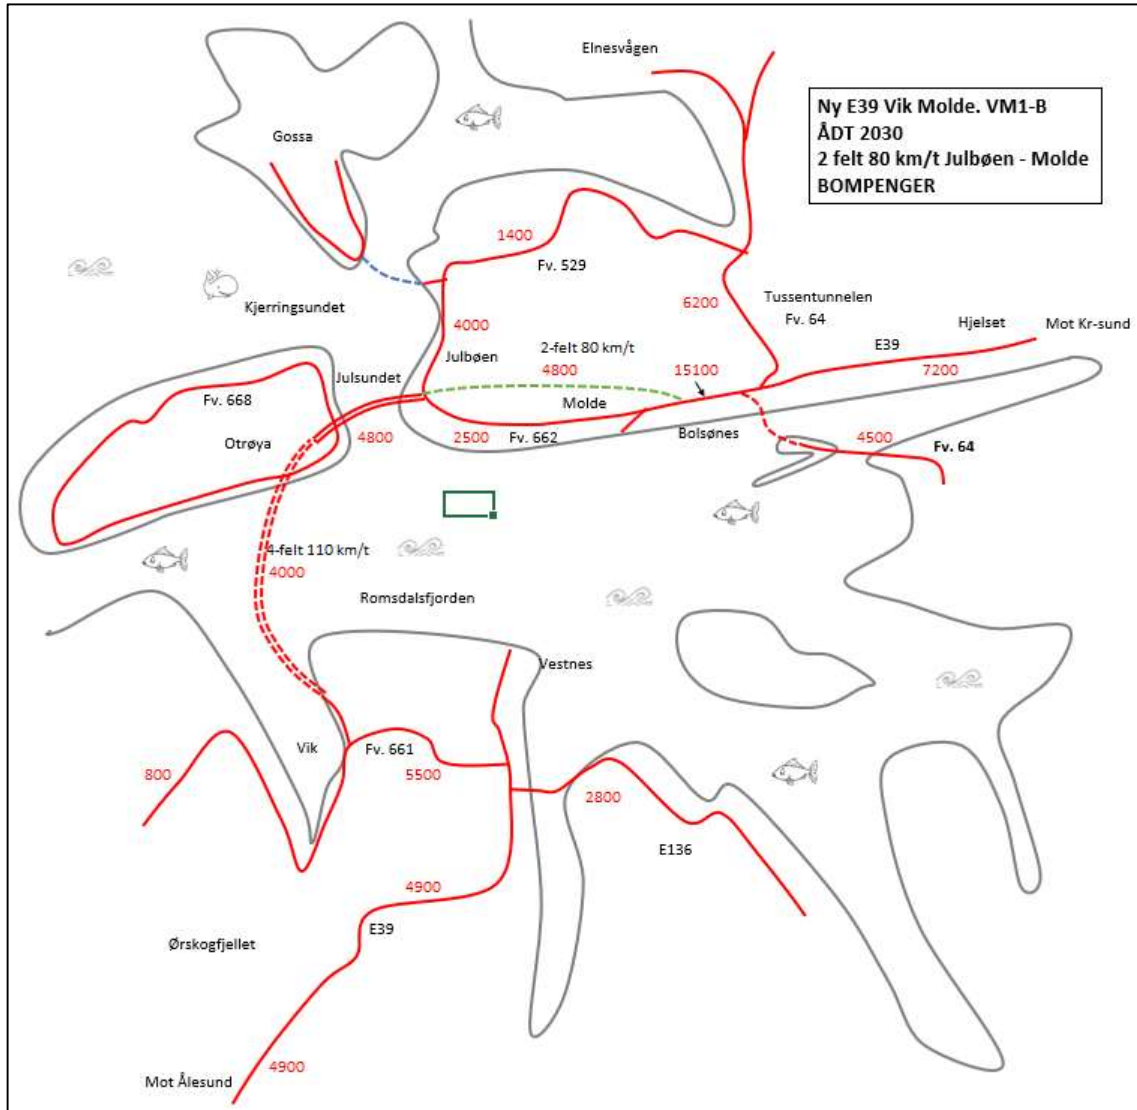 Elnesvågen
Ny E39 Vik Molde. VM1-B
ÅDT 2030
2 felt 80 km/t Julbøen - Molde
BOMPENGER
Gossa
1400
Fv. 529
Kjerringsundet
4000
6200
Tussentunnelen
Fv. 64
Hjelset
Mot Kr-sund
E39
7200
Julbøen
2-felt 80 km/t
4800
15100
Julsundet
Fv. 668
Molde
Otrøya
4800
2500
Fv. 662
Bolsønes
4500
Fv. 64
4-felt 110 km/t
4000
Romsdalsfjorden
Vestnes
Vik
Fv. 661
800
5500
2800
E136
4900
E39
Ørskogfjellet
4900
Mot Ålesund